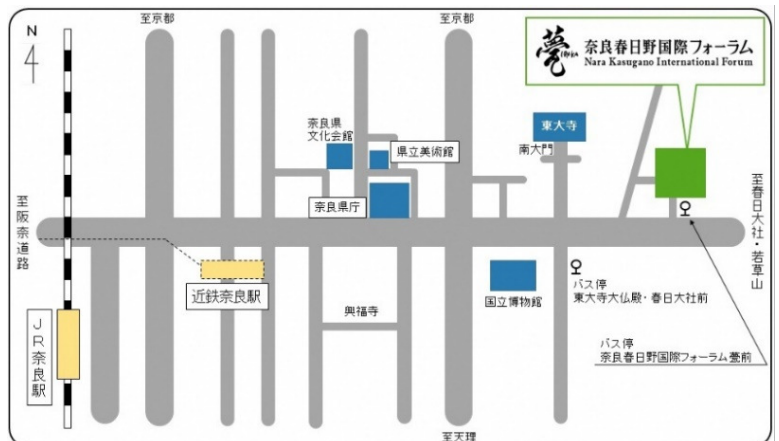 至京都
至京都
N
甍
奈良春日野国際フォーラム
Nara Kasugano International Forum
奈良県
文化会館
県立美術館
東大寺
南大門
奈良県庁
至阪奈道路
至春日大社・若草山
近鉄奈良駅
国立博物館
バス停
東大寺大仏殿・春日大社前
興福寺
JR奈良駅
バス停
奈良春日野国際フォーラム甍前
至天理